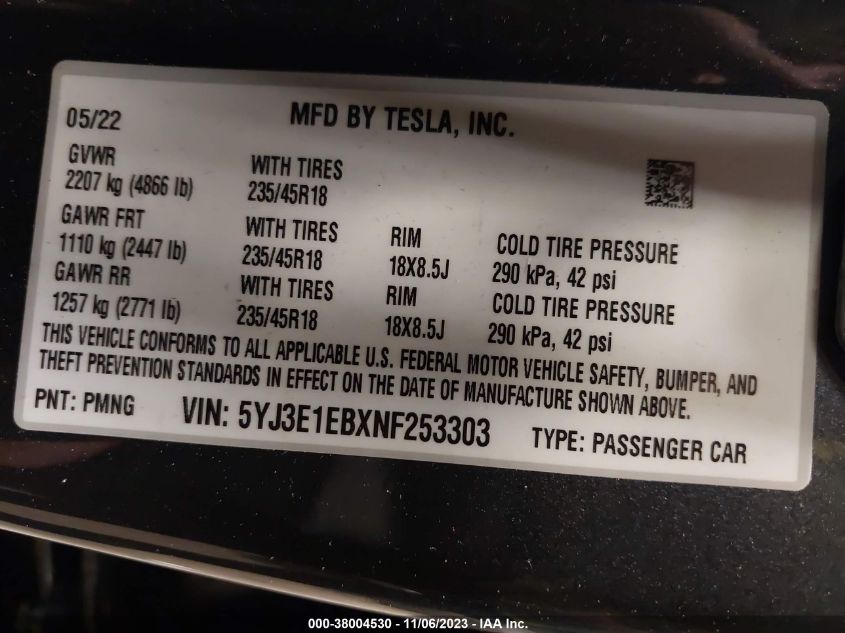 05/22 MFD BY TESLA, INC.
GVWR WITH TIRES
2207 kg (4866 lb) 235/45R18
GAWR FRT WITH TIRES RIM COLD TIRE PRESSURE
1110 kg (2447 lb) 235/45R18 18X8.5J 290 kPa, 42 psi
GAWR RR WITH TIRES RIM COLD TIRE PRESSURE
1257 kg (2771 lb) 235/45R18 18X8.5J 290 kPa, 42 psi
THIS VEHICLE CONFORMS TO ALL APPLICABLE U.S. FEDERAL MOTOR VEHICLE SAFETY, BUMPER, AND
THEFT PREVENTION STANDARDS IN EFFECT ON THE DATE OF MANUFACTURE SHOWN ABOVE.
PNT: PMNG VIN: 5YJ3E1EBXNF253303 TYPE: PASSENGER CAR
000-38004530 - 11/06/2023 - IAA Inc.